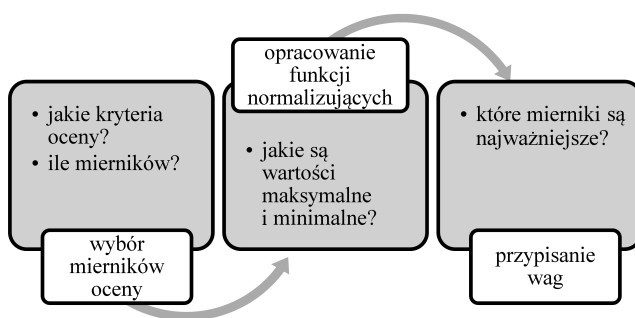 • jakie kryteria
oceny?
• ile mierników?
wybór
mierników
oceny
opracowanie
funkcji
normalizujących
• jakie są
wartości
maksymalne
i minimalne?
• które mierniki są
najważniejsze?
przypisanie
wag